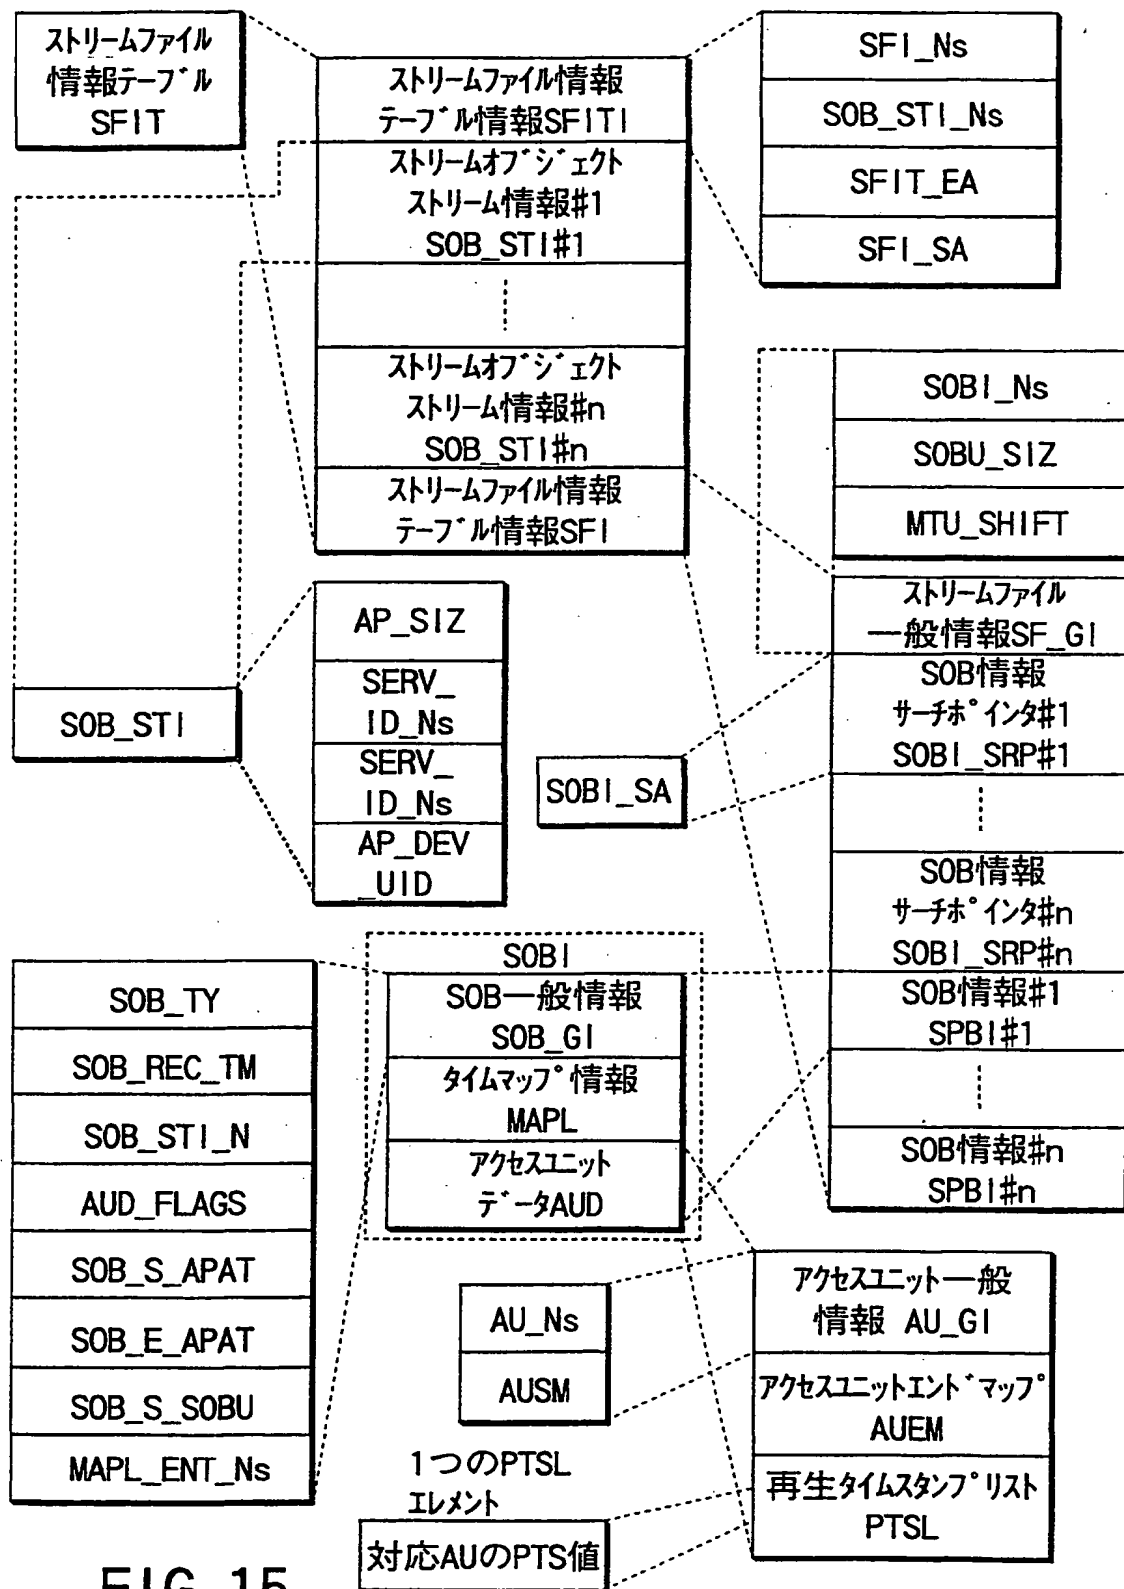 ストリームファイル
情報テーブル
SFIT
ストリームファイル情報
テーブル情報SFITI
ストリームオブジェクト
ストリーム情報#1
SOB_STI#1
ストリームオブジェクト
ストリーム情報#n
SOB_STI#n
ストリームファイル情報
テーブル情報SFI
SFI_Ns
SOB_STI_Ns
SFIT_EA
SFI_SA
SOBI_Ns
SOBU_SIZ
MTU_SHIFT
ストリームファイル
一般情報SF_GI
SOB情報
サーチポインタ#1
SOBI_SRP#1
SOB情報
サーチポインタ#n
SOBI_SRP#n
SOB情報#1
SPBI#1
SOB情報#n
SPBI#n
SOB_STI
AP_SIZ
SERV_
ID_Ns
SERV_
ID_Ns
AP_DEV
_UID
SOBI_SA
SOBI
SOB一般情報
SOB_GI
タイムマップ情報
MAPL
アクセスユニット
データAUD
SOB_TY
SOB_REC_TM
SOB_STI_N
AUD_FLAGS
SOB_S_APAT
SOB_E_APAT
SOB_S_SOBU
MAPL_ENT_Ns
AU_Ns
AUSM
アクセスユニット一般
情報 AU_GI
アクセスユニットエンドマップ
AUEM
再生タイムスタンプリスト
PTSL
1つのPTSL
エレメント
対応AUのPTS値
FIG. 15